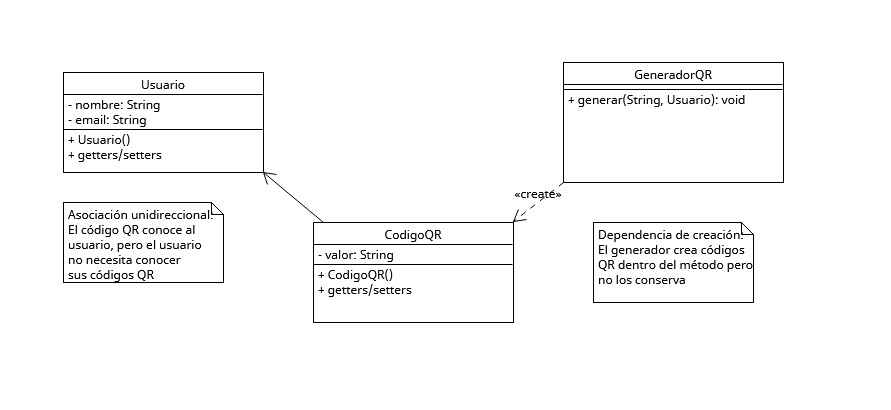 Usuario
- nombre: String
- email: String
+ Usuario()
+ getters/setters
GeneradorQR
+ generar(String, Usuario): void
«create»
Asociación unidireccional:
El código QR conoce al
usuario, pero el usuario
no necesita conocer
sus códigos QR
CodigoQR
- valor: String
+ CodigoQR()
+ getters/setters
Dependencia de creación:
El generador crea códigos
QR dentro del método pero
no los conserva